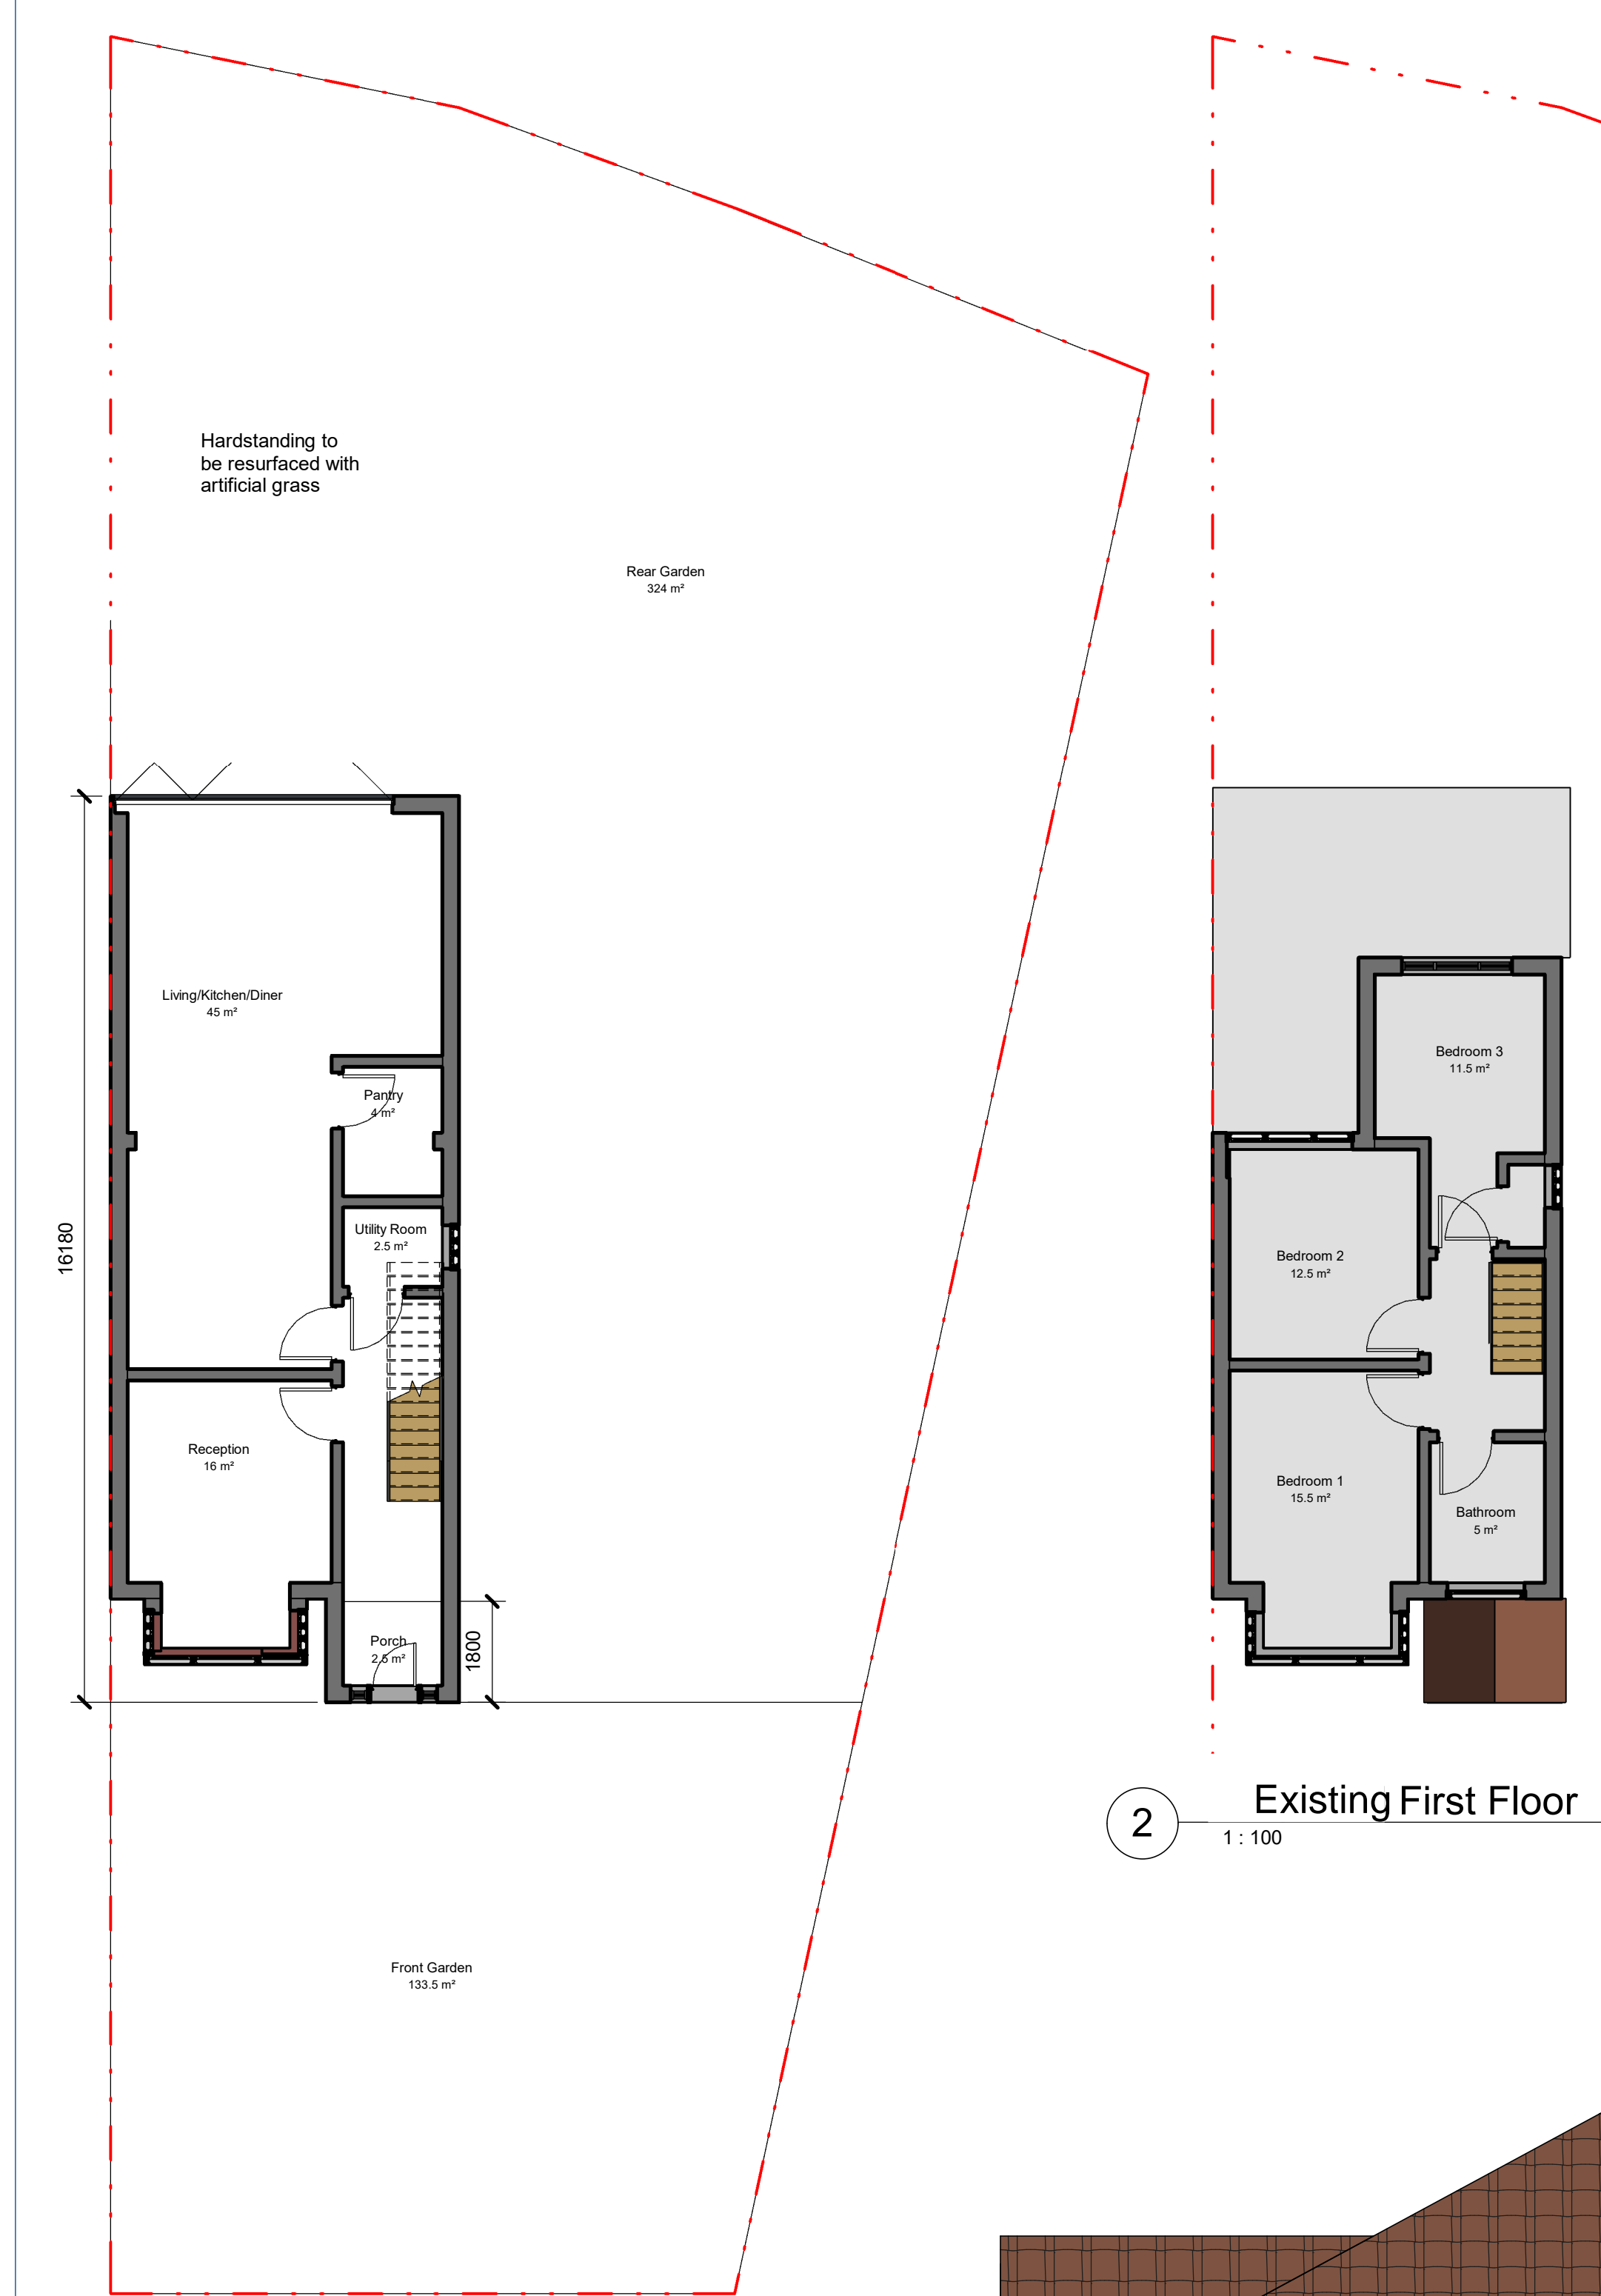 Hardstanding to
be resurfaced with
artificial grass
Rear Garden
324 m²
Living/Kitchen/Diner
45 m²
Pantry
4 m²
Utility Room
2.5 m²
16180
Reception
16 m²
Porch
2.5 m²
1800
Front Garden
133.5 m²
Bedroom 3
11.5 m²
Bedroom 2
12.5 m²
Bedroom 1
15.5 m²
Bathroom
5 m²
2
Existing First Floor
1 : 100